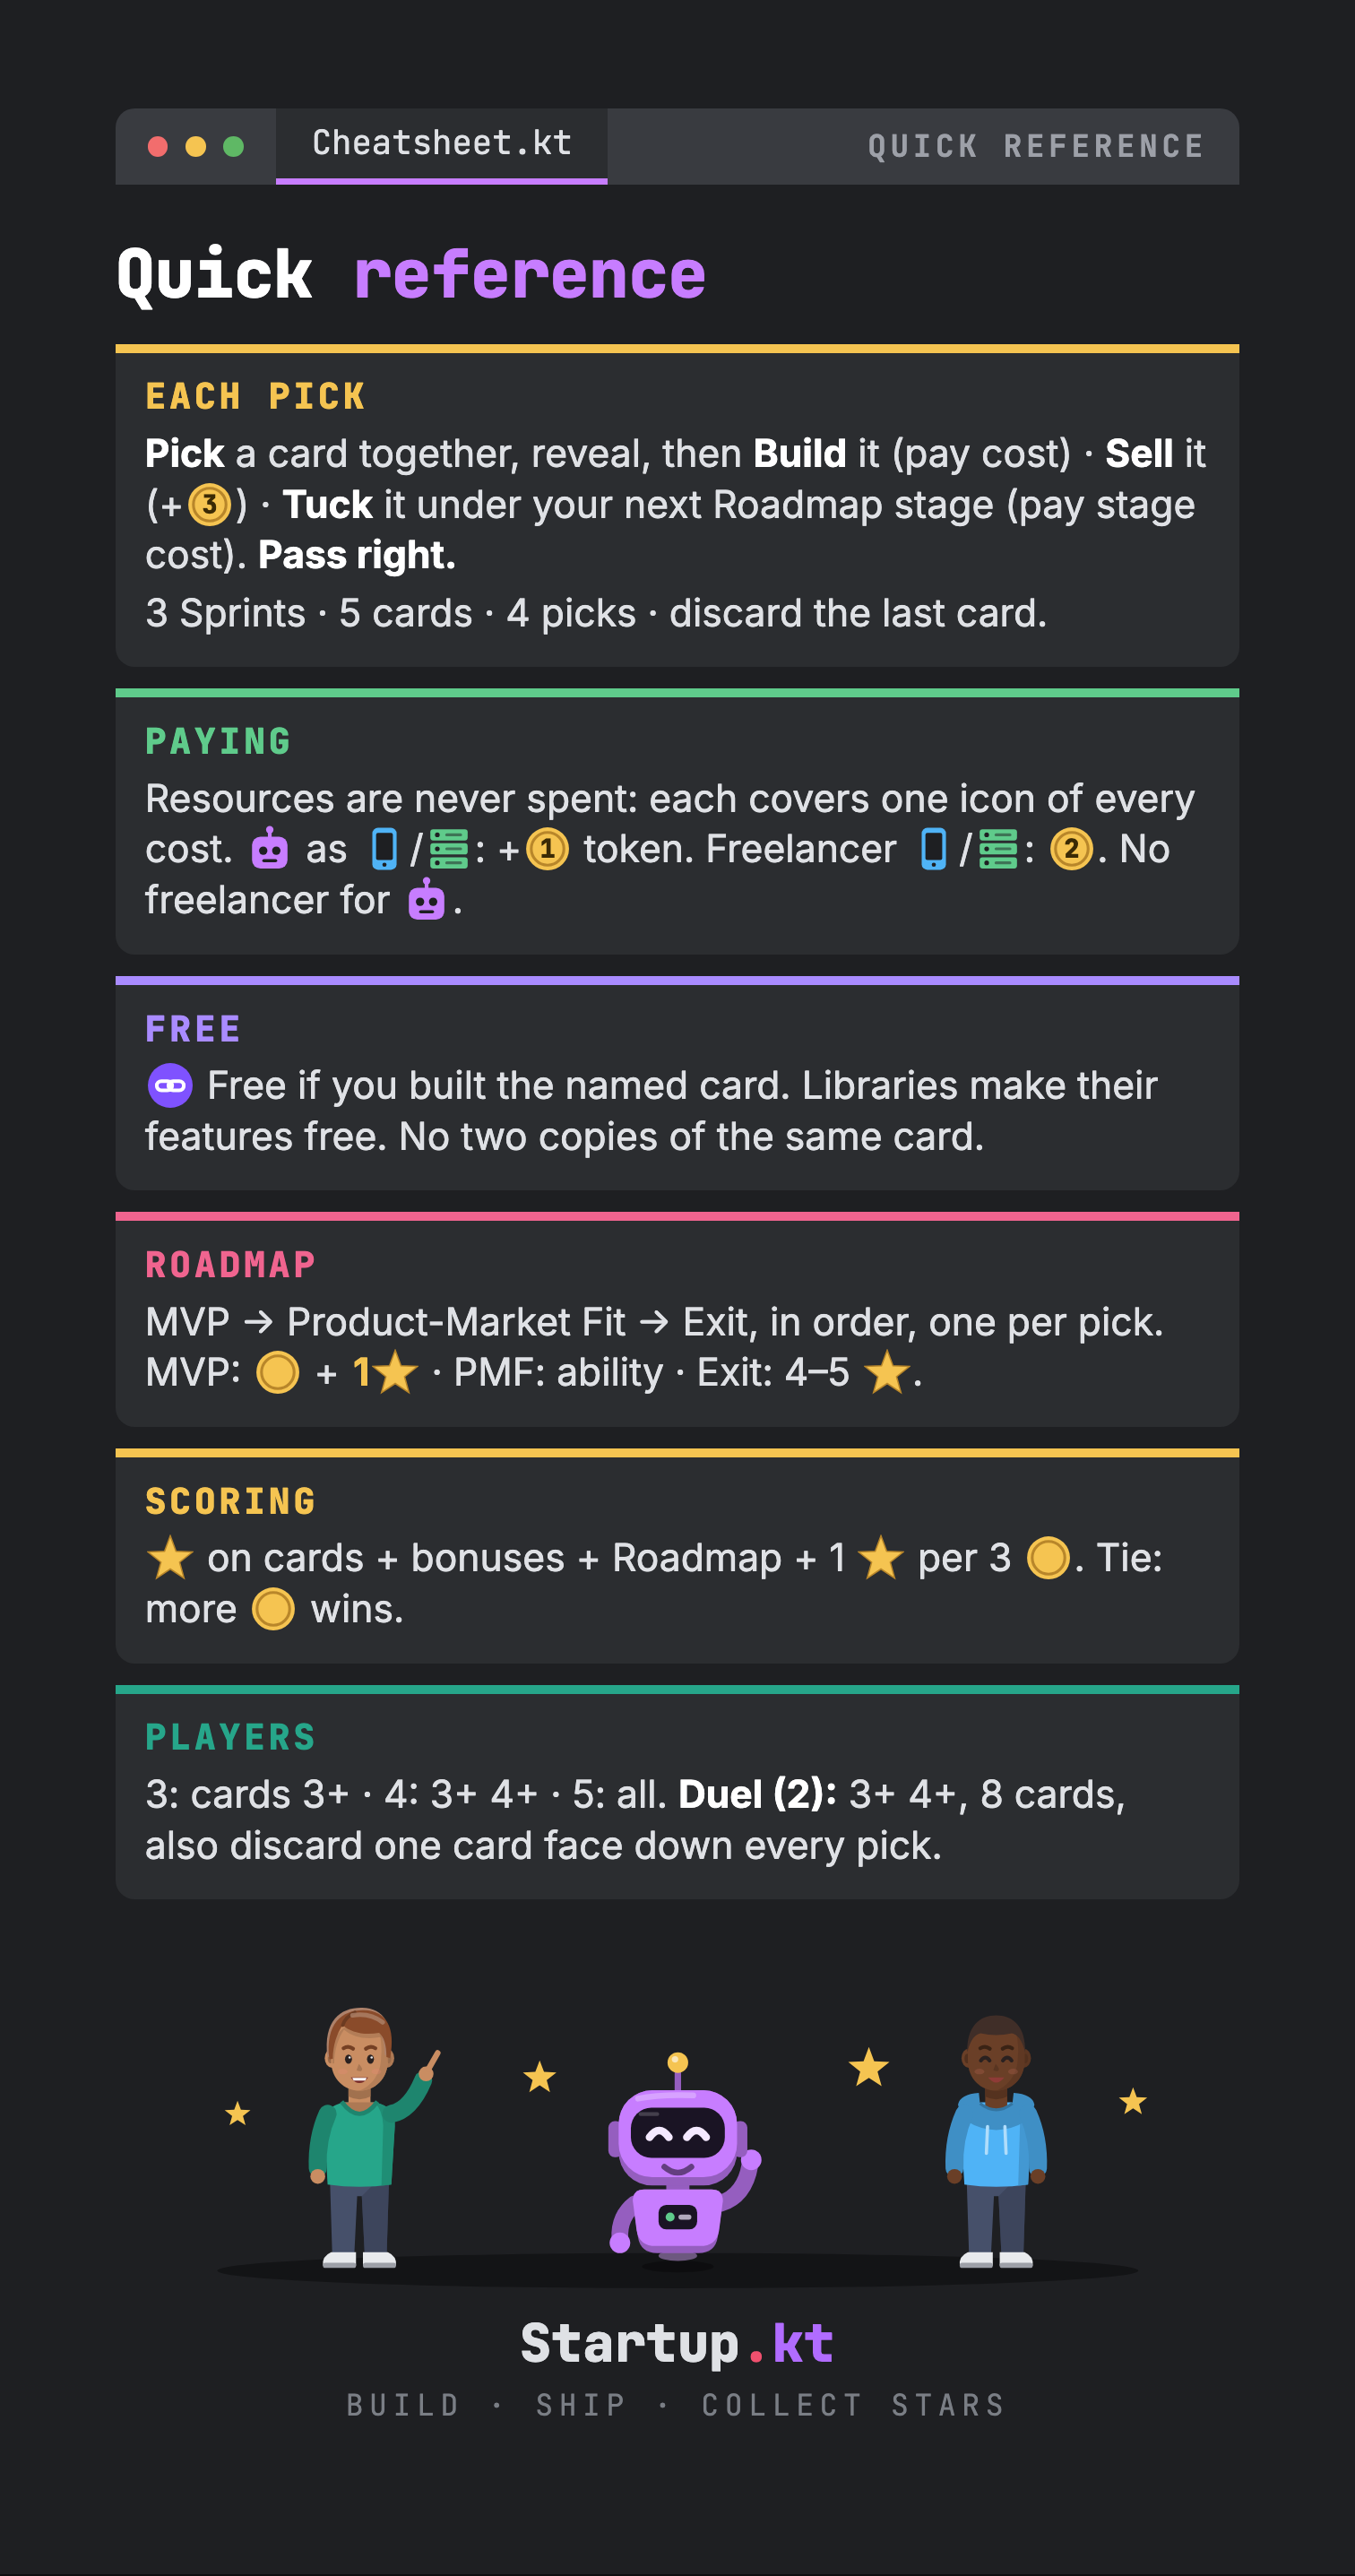 Cheatsheet.kt
QUICK REFERENCE
Quick reference
EACH PICK
Pick a card together, reveal, then Build it (pay cost) · Sell it
(+3) · Tuck it under your next Roadmap stage (pay stage
cost). Pass right.
3 Sprints · 5 cards · 4 picks · discard the last card.
PAYING
Resources are never spent: each covers one icon of every
cost. as / : +1 token. Freelancer / : 2. No
freelancer for .
FREE
Free if you built the named card. Libraries make their
features free. No two copies of the same card.
ROADMAP
MVP → Product-Market Fit → Exit, in order, one per pick.
MVP: + 1★ · PMF: ability · Exit: 4–5 ★.
SCORING
★ on cards + bonuses + Roadmap + 1 ★ per 3 . Tie:
more wins.
PLAYERS
3: cards 3+ · 4: 3+ 4+ · 5: all. Duel (2): 3+ 4+, 8 cards,
also discard one card face down every pick.
Startup.kt
BUILD · SHIP · COLLECT STARS